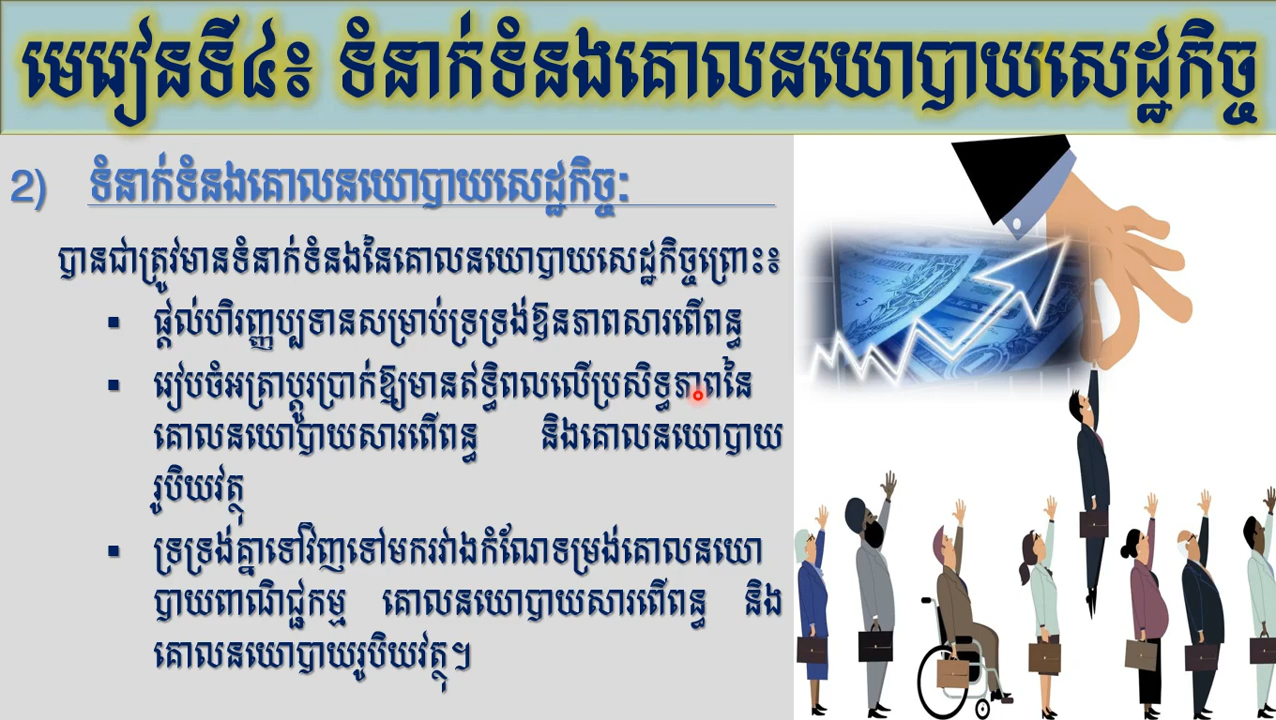 មេរៀនទី៤៖ ទំនាក់ទំនងគោលនយោបាយសេដ្ឋកិច្ច
2) ទំនាក់ទំនងគោលនយោបាយសេដ្ឋកិច្ច:
បានជាត្រូវមានទំនាក់ទំនងនៃគោលនយោបាយសេដ្ឋកិច្ចព្រោះ៖
▪ ផ្តល់ហិរញ្ញប្បទានសម្រាប់ទ្រទ្រង់ឱនភាពសារពើពន្ធ
▪ រៀបចំអត្រាប្តូរប្រាក់ឱ្យមានឥទ្ធិពលលើប្រសិទ្ធភាពនៃ
គោលនយោបាយសារពើពន្ធ និងគោលនយោបាយ
រូបិយវត្ថុ
▪ ទ្រទ្រង់គ្នាទៅវិញទៅមករវាងកំណែទម្រង់គោលនយោ
បាយពាណិជ្ជកម្ម គោលនយោបាយសារពើពន្ធ និង
គោលនយោបាយរូបិយវត្ថុ។